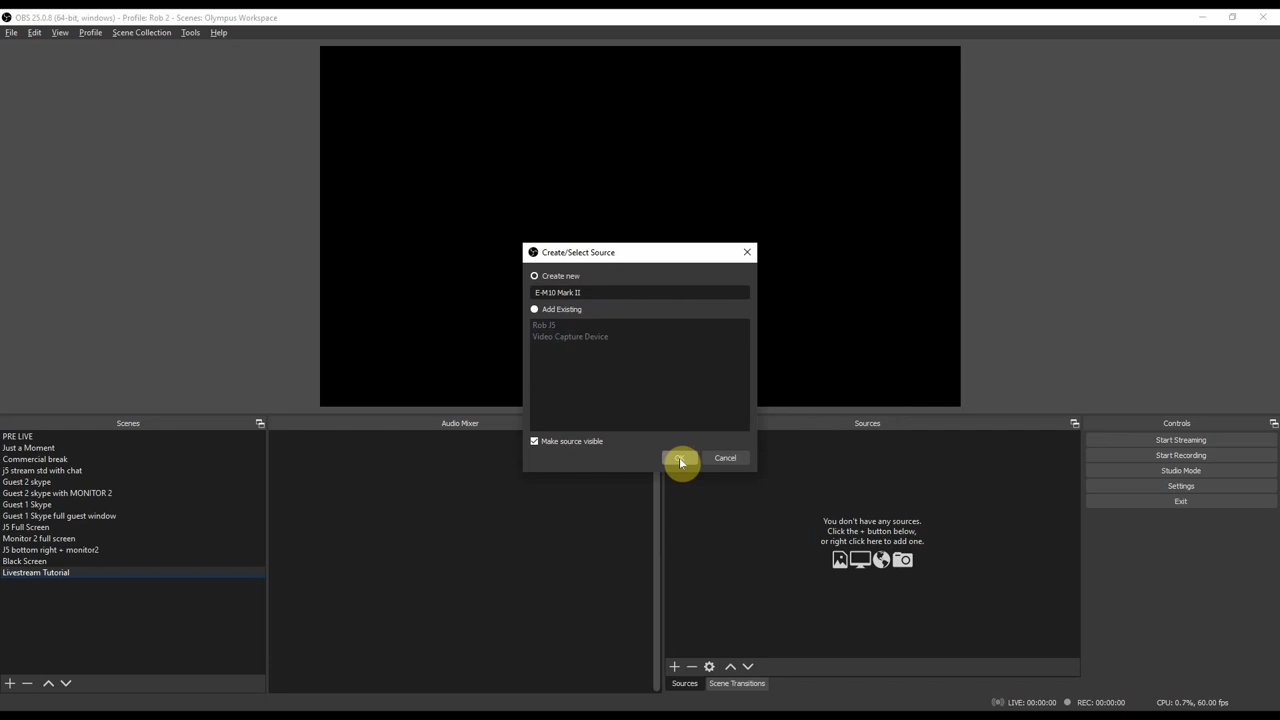 OBS 25.0.8 (64-bit, windows) - Profile: Rob 2 - Scenes: Olympus Workspace
File Edit View Profile Scene Collection Tools Help
Create/Select Source
Create new
E-M10 Mark II
Add Existing
Rob J5
Video Capture Device
Make source visible
OK Cancel
Scenes
PRE LIVE
Just a Moment
Commercial break
j5 stream std with chat
Guest 2 skype
Guest 2 skype with MONITOR 2
Guest 1 Skype
Guest 1 Skype full guest window
J5 Full Screen
Monitor 2 full screen
J5 bottom right + monitor2
Black Screen
Livestream Tutorial
Audio Mixer
Sources
You don't have any sources.
Click the + button below,
or right click here to add one.
Sources Scene Transitions
Controls
Start Streaming
Start Recording
Studio Mode
Settings
Exit
LIVE: 00:00:00 REC: 00:00:00 CPU: 0.7%, 60.00 fps